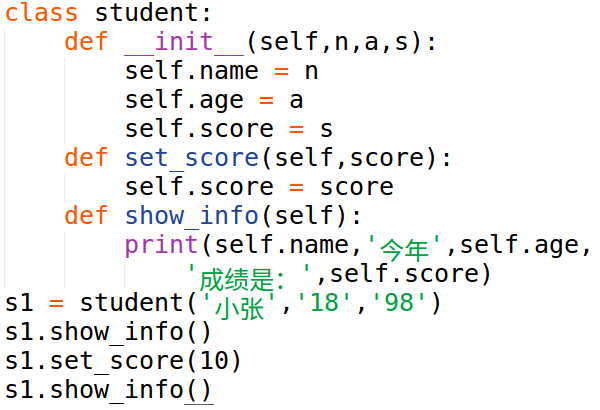 class student:
    def __init__(self,n,a,s):
        self.name = n
        self.age = a
        self.score = s
    def set_score(self,score):
        self.score = score
    def show_info(self):
        print(self.name,'今年',self.age,
            '成绩是：',self.score)
s1 = student('小张','18','98')
s1.show_info()
s1.set_score(10)
s1.show_info()